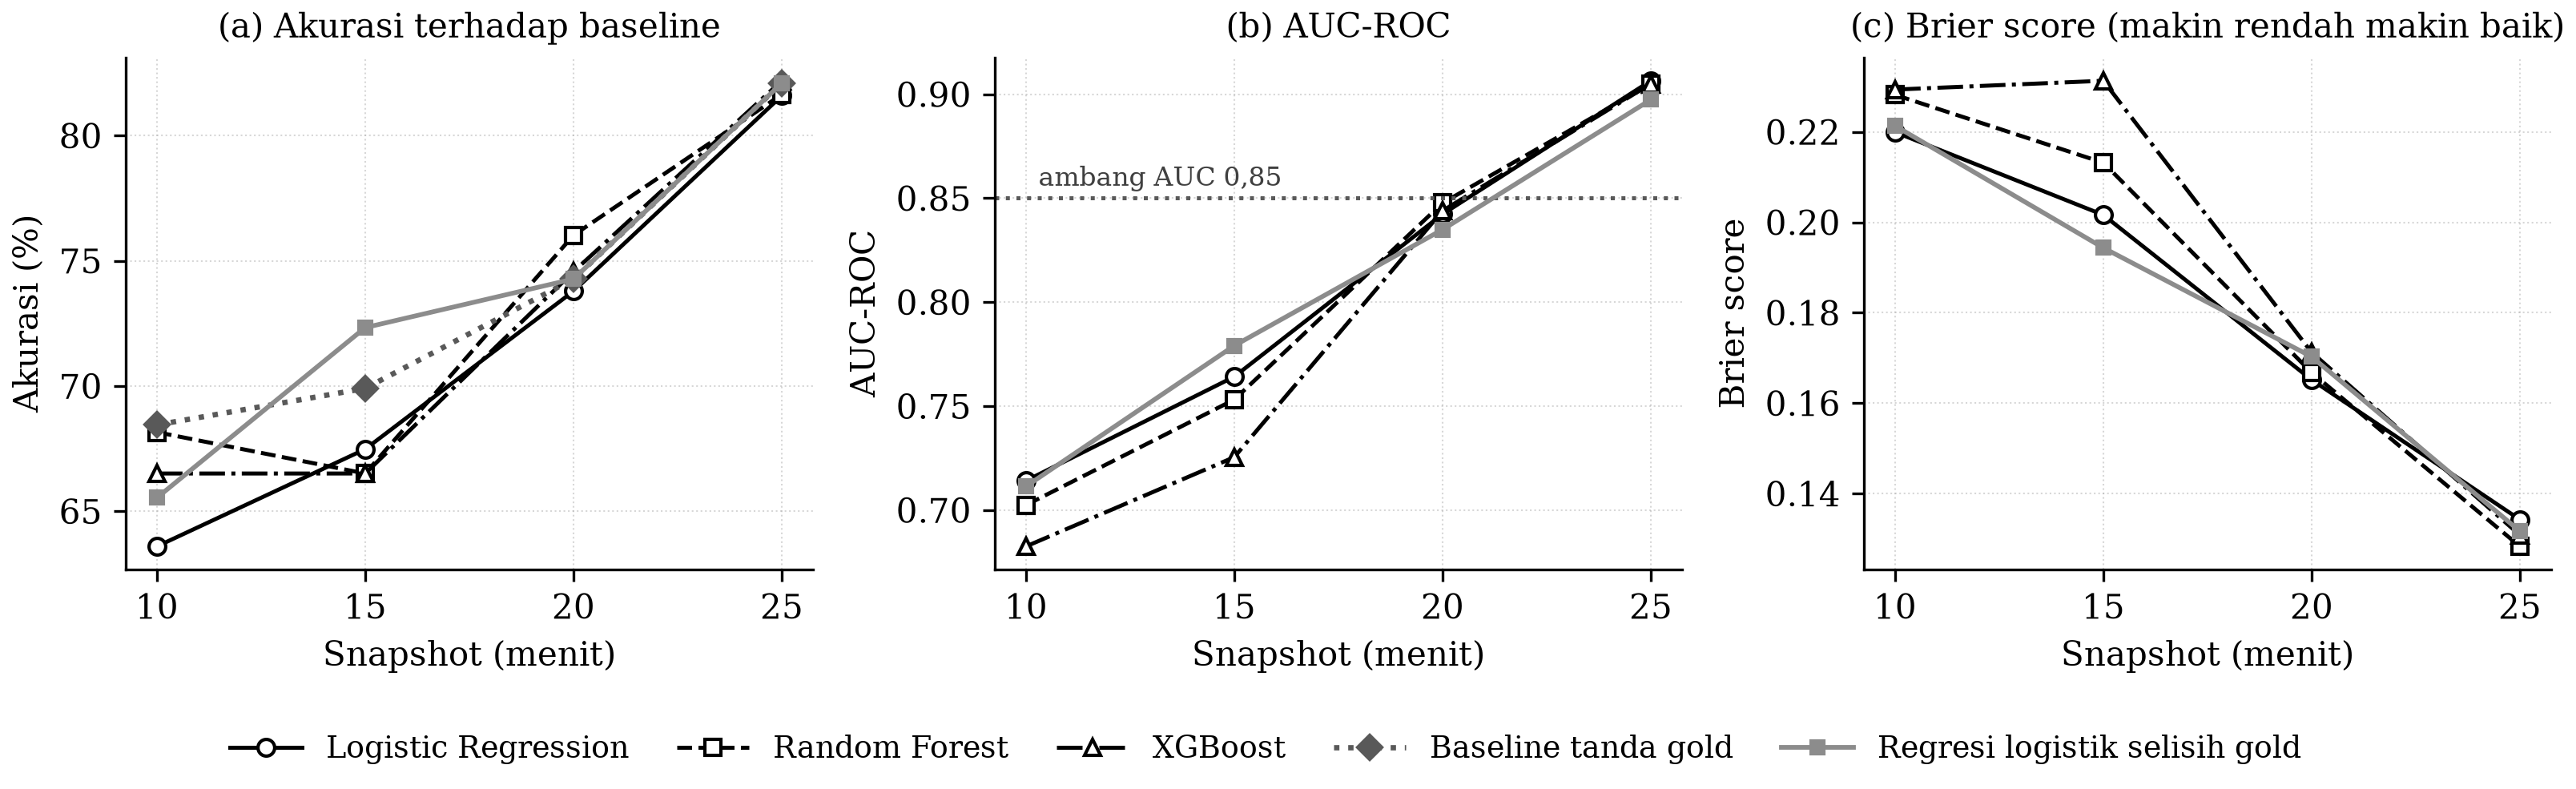 (a) Akurasi terhadap baseline
80
75
70
65
Akurasi (%)
10 15 20 25
Snapshot (menit)
(b) AUC-ROC
0.90
0.85
0.80
0.75
0.70
AUC-ROC
ambang AUC 0,85
10 15 20 25
Snapshot (menit)
(c) Brier score (makin rendah makin baik)
0.22
0.20
0.18
0.16
0.14
Brier score
10 15 20 25
Snapshot (menit)
Logistic Regression Random Forest XGBoost Baseline tanda gold Regresi logistik selisih gold